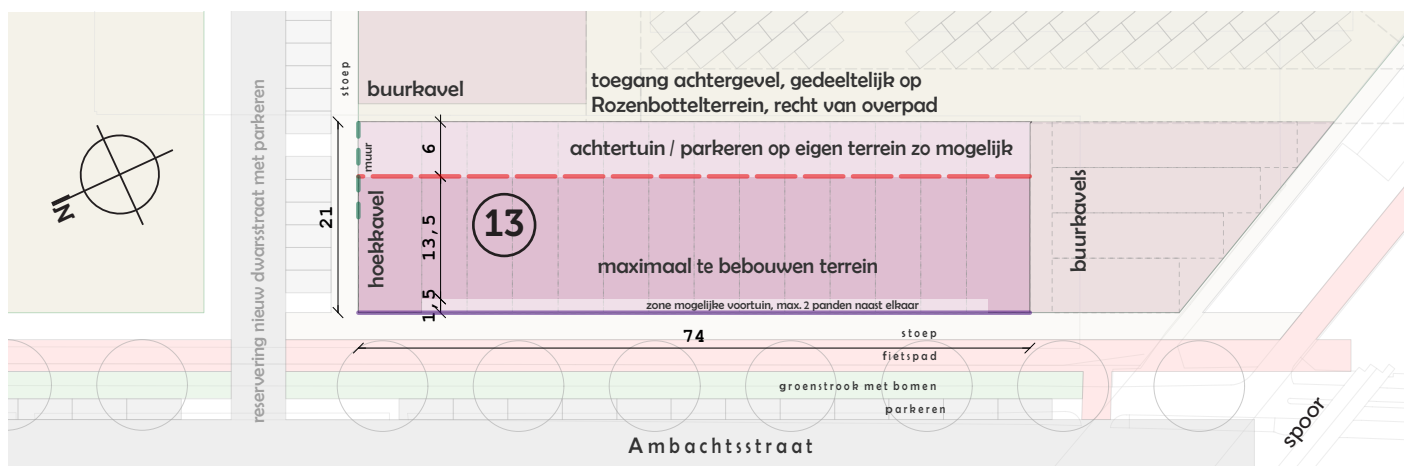 stoep
buurkavel
toegang achtergevel, gedeeltelijk op
Rozenbottelterrein, recht van overpad
reservering nieuw dwarsstraat met parkeren
N
21
muur
6
achtertuin / parkeren op eigen terrein zo mogelijk
hoekkavel
13,5
13
maximaal te bebouwen terrein
buurkavels
1,5
zone mogelijke voortuin, max. 2 panden naast elkaar
74
stoep
fietspad
groenstrook met bomen
parkeren
Ambachtsstraat
spoor